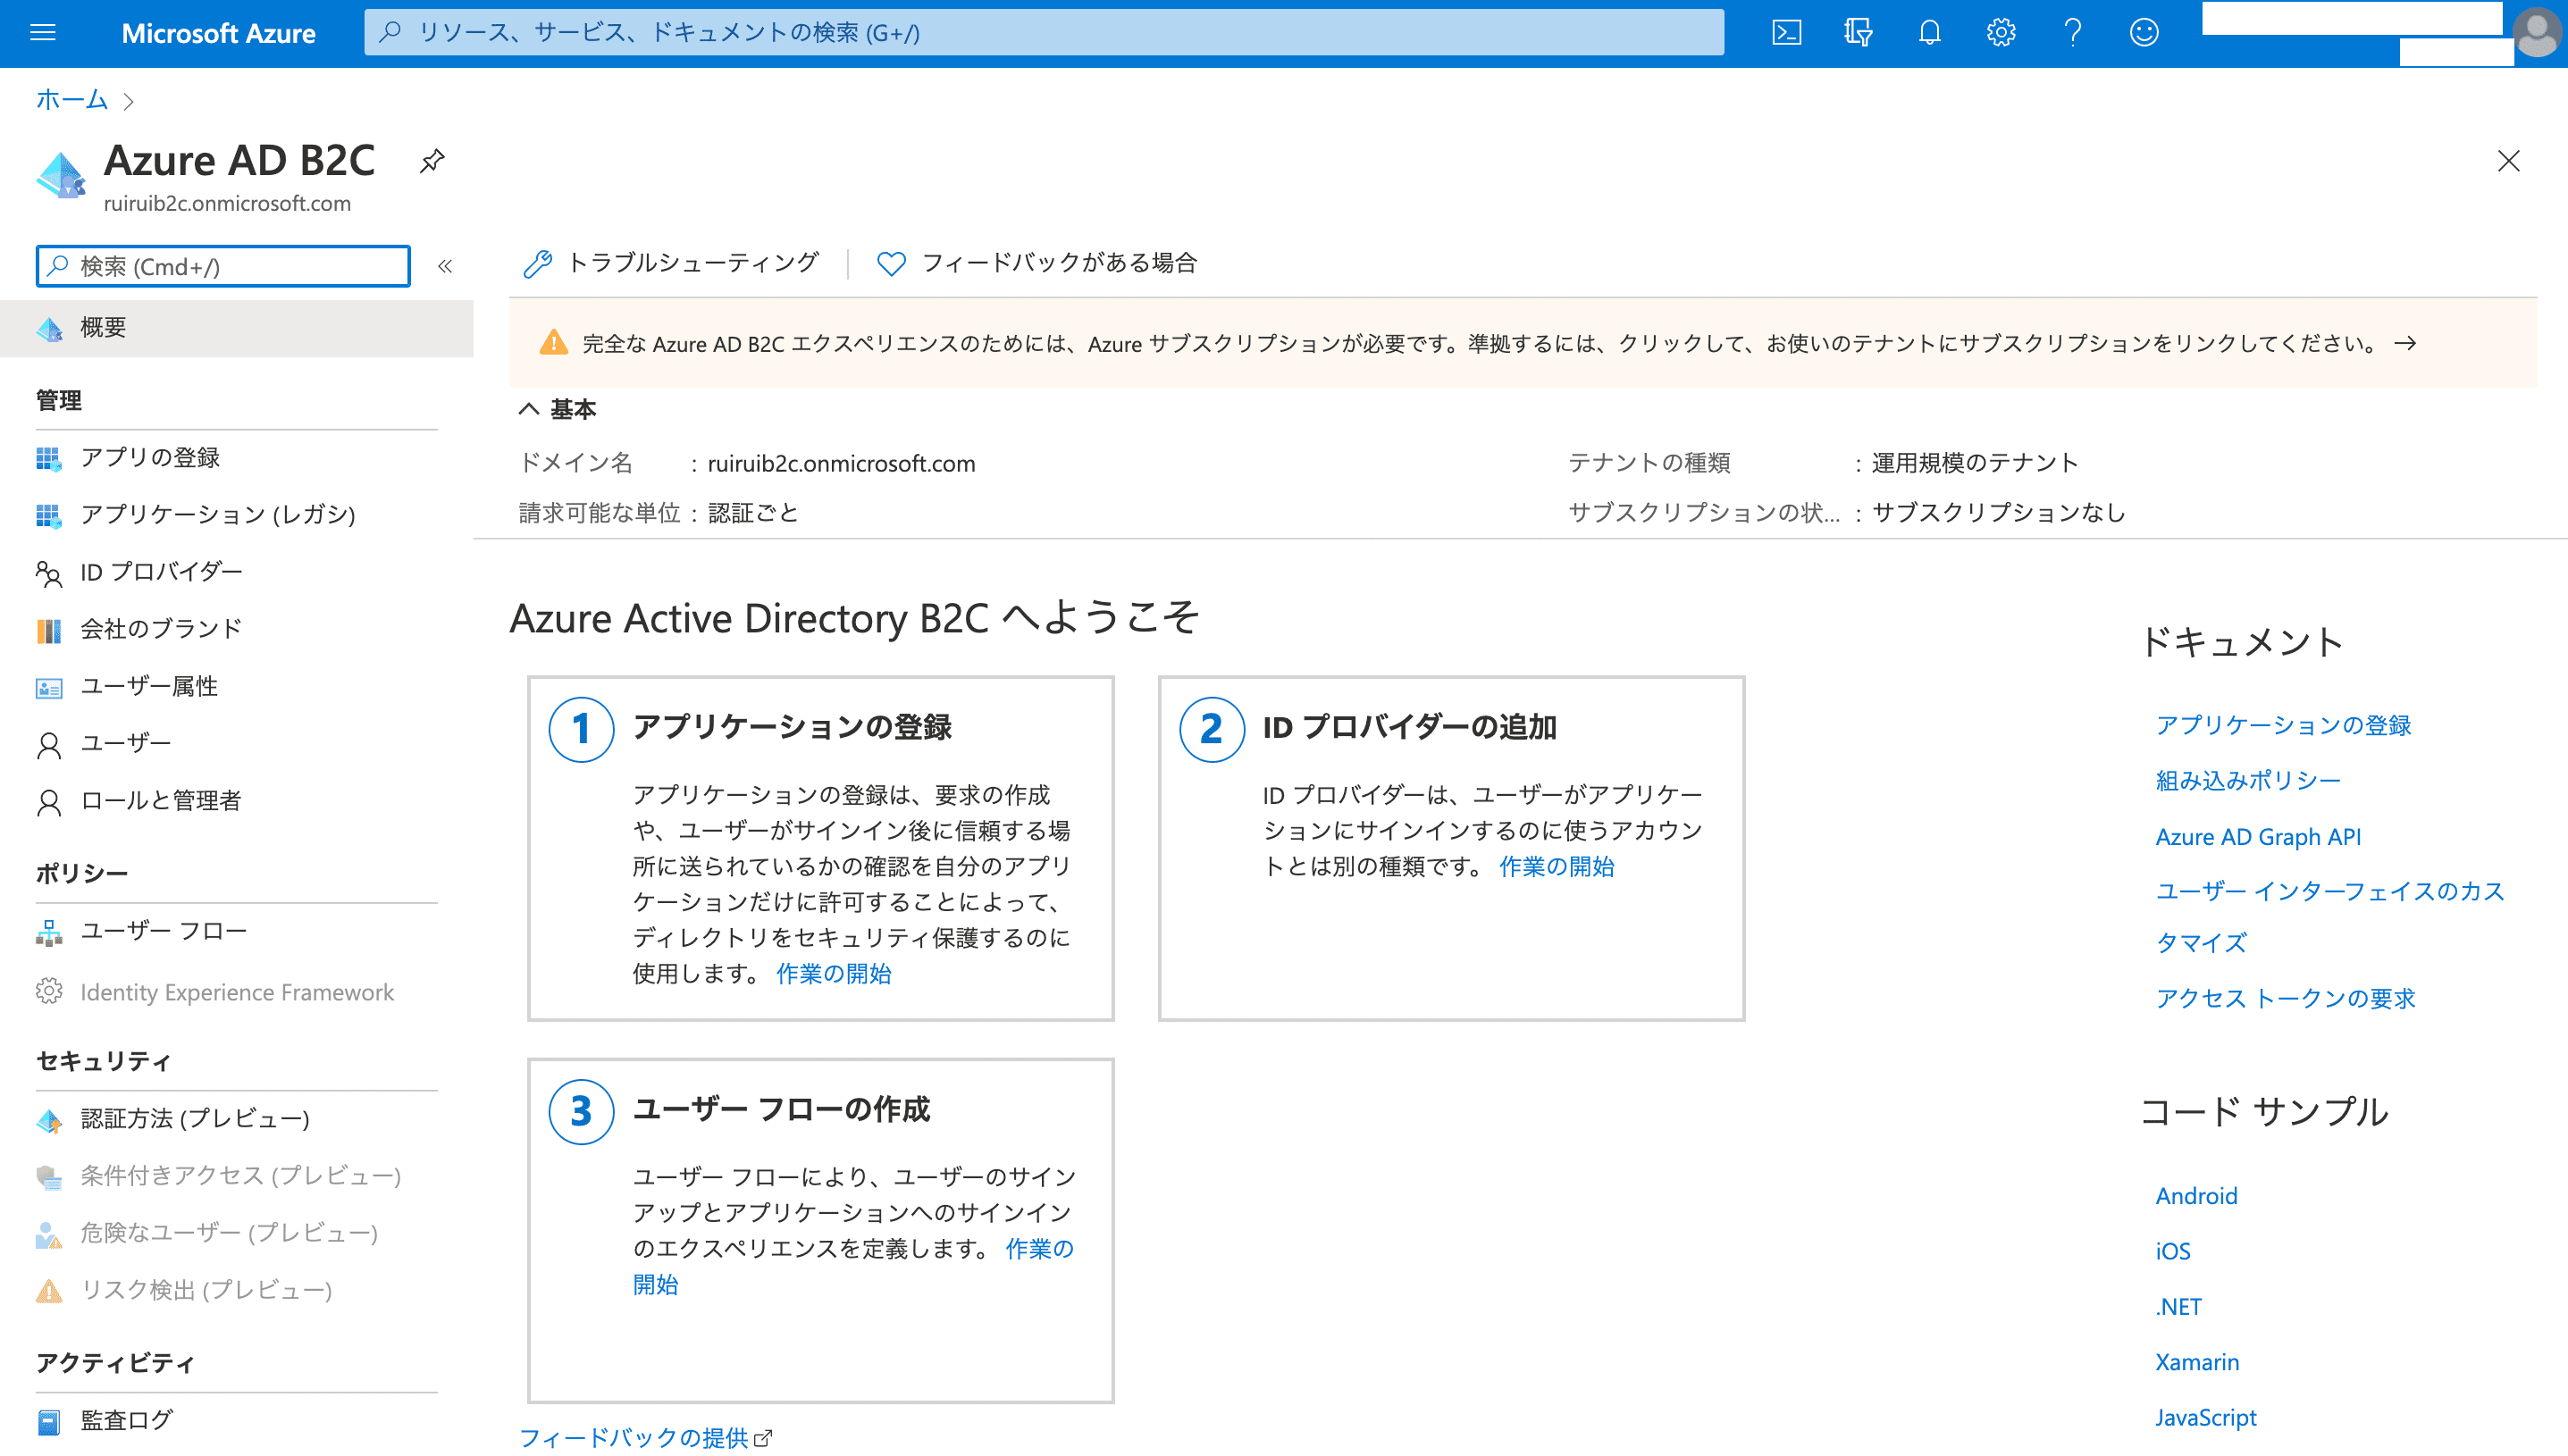 Microsoft Azure
リソース、サービス、ドキュメントの検索 (G+/)
ホーム
Azure AD B2C
ruiruib2c.onmicrosoft.com
検索 (Cmd+/)
概要
管理
アプリの登録
アプリケーション (レガシ)
ID プロバイダー
会社のブランド
ユーザー属性
ユーザー
ロールと管理者
ポリシー
ユーザー フロー
Identity Experience Framework
セキュリティ
認証方法 (プレビュー)
条件付きアクセス (プレビュー)
危険なユーザー (プレビュー)
リスク検出 (プレビュー)
アクティビティ
監査ログ
トラブルシューティング
フィードバックがある場合
完全な Azure AD B2C エクスペリエンスのためには、Azure サブスクリプションが必要です。準拠するには、クリックして、お使いのテナントにサブスクリプションをリンクしてください。 →
基本
ドメイン名 : ruiruib2c.onmicrosoft.com
請求可能な単位 : 認証ごと
テナントの種類 : 運用規模のテナント
サブスクリプションの状... : サブスクリプションなし
Azure Active Directory B2C へようこそ
1 アプリケーションの登録
アプリケーションの登録は、要求の作成
や、ユーザーがサインイン後に信頼する場
所に送られているかの確認を自分のアプリ
ケーションだけに許可することによって、
ディレクトリをセキュリティ保護するのに
使用します。 作業の開始
2 ID プロバイダーの追加
ID プロバイダーは、ユーザーがアプリケー
ションにサインインするのに使うアカウン
トとは別の種類です。 作業の開始
3 ユーザー フローの作成
ユーザー フローにより、ユーザーのサイン
アップとアプリケーションへのサインイン
のエクスペリエンスを定義します。 作業の
開始
フィードバックの提供
ドキュメント
アプリケーションの登録
組み込みポリシー
Azure AD Graph API
ユーザー インターフェイスのカス
タマイズ
アクセス トークンの要求
コード サンプル
Android
iOS
.NET
Xamarin
JavaScript